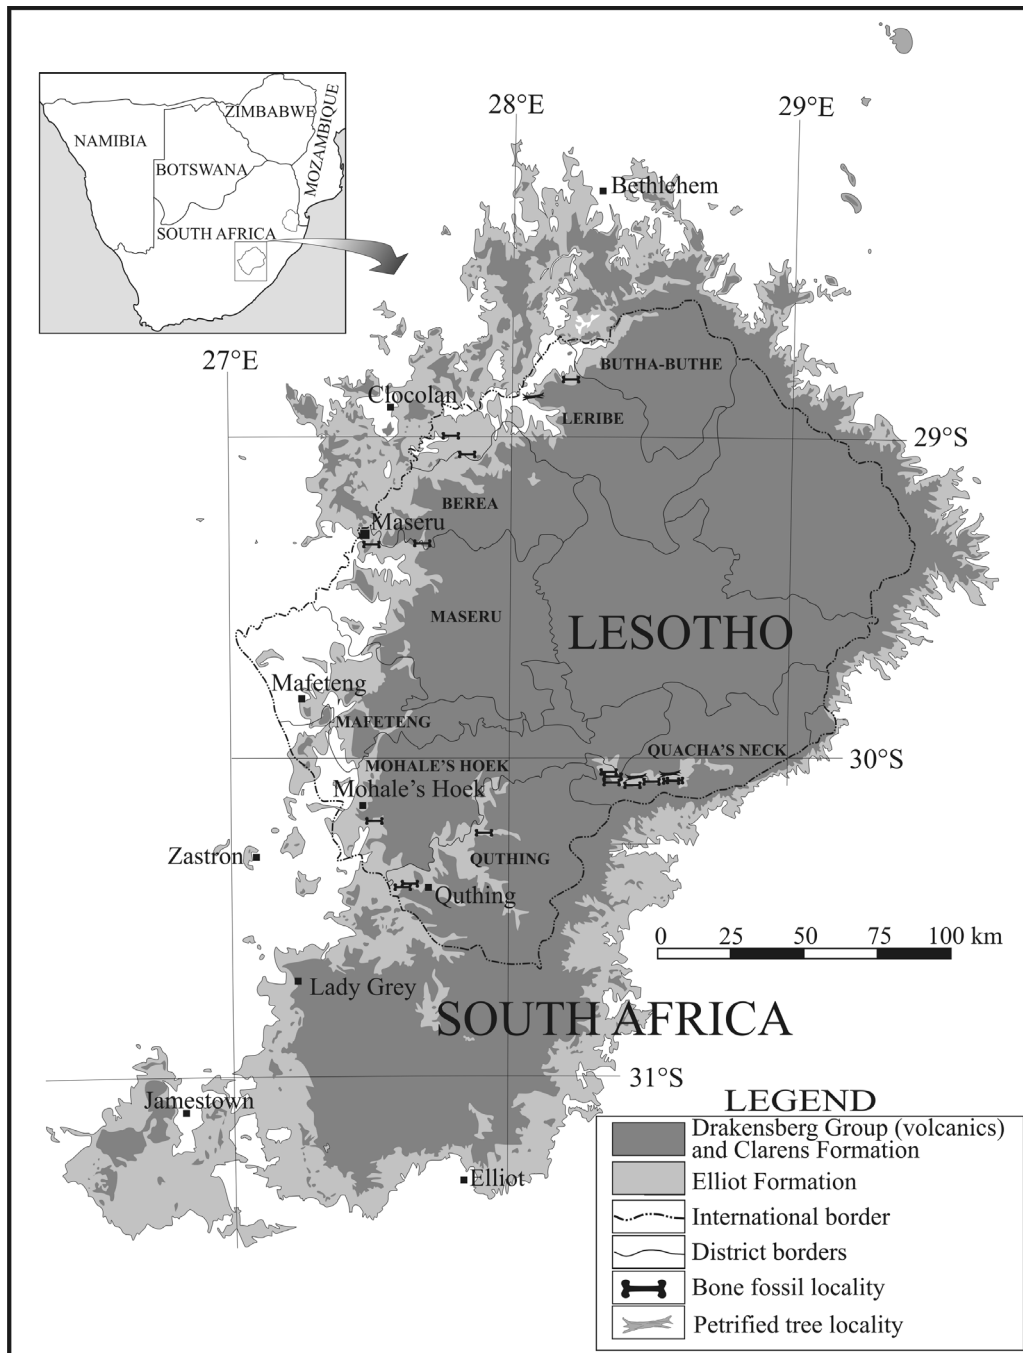 28°E
29°E
ZIMBABWE
MOZAMBIQUE
NAMIBIA
BOTSWANA
SOUTH AFRICA
Bethlehem
27°E
BUTHA-BUTHE
Clocolan
LERIBE
29°S
BEREA
Maseru
MASERU
LESOTHO
Mafeteng
MAFETENG
QUACHA'S NECK
30°S
MOHALE'S HOEK
Mohale's Hoek
Zastron
QUTHING
Quthing
0 25 50 75 100 km
Lady Grey
SOUTH AFRICA
31°S
Jamestown
Elliot
LEGEND
Drakensberg Group (volcanics)
and Clarens Formation
Elliot Formation
International border
District borders
Bone fossil locality
Petrified tree locality